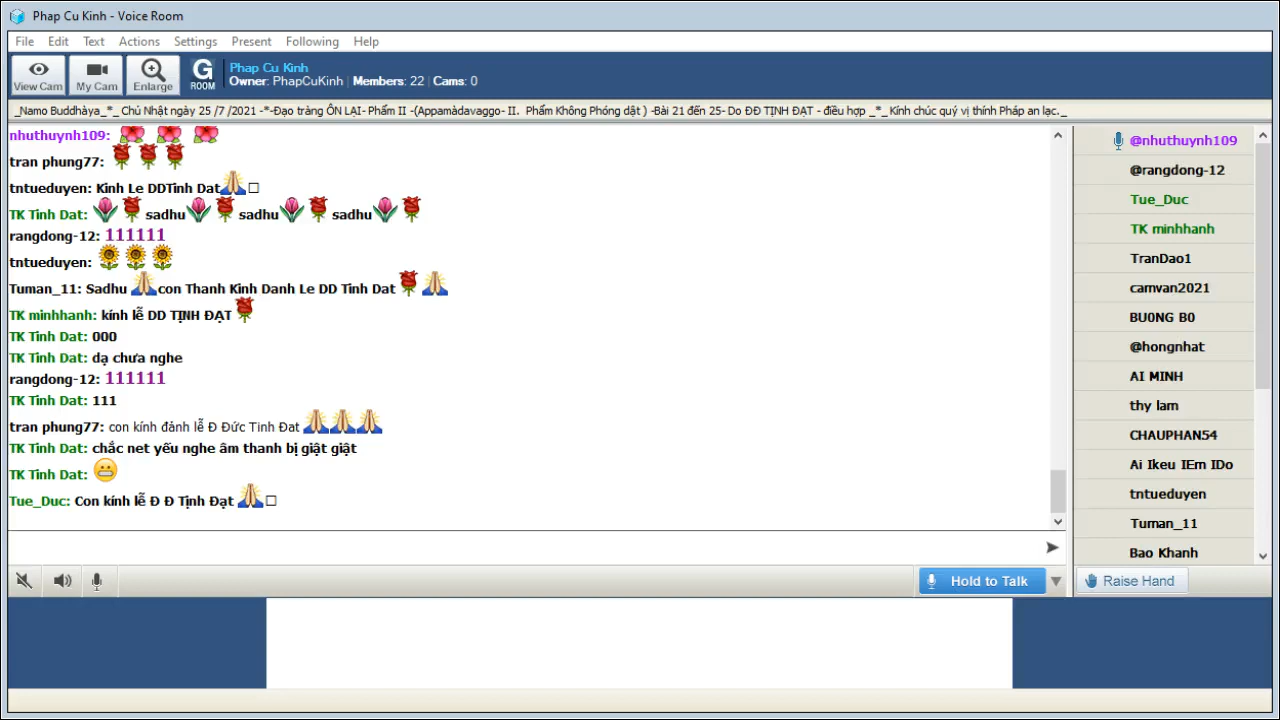 Phap Cu Kinh - Voice Room
File Edit Text Actions Settings Present Following Help
View Cam My Cam Enlarge G ROOM
Phap Cu Kinh
Owner: PhapCuKinh | Members: 22 | Cams: 0
_Namo Buddhàya_*_ Chủ Nhật ngày 25 /7 /2021 -*-Đạo tràng ÔN LẠI- Phẩm II -(Appamàdavaggo- II. Phẩm Không Phóng dật ) -Bài 21 đến 25- Do ĐĐ TỊNH ĐẠT - điều hợp _*_ Kính chúc quý vị thính Pháp an lạc._
nhuthuynh109:
tran phung77:
tntueduyen: Kinh Le DDTinh Dat
TK Tinh Dat: sadhu sadhu sadhu
rangdong-12: 111111
tntueduyen:
Tuman_11: Sadhu con Thanh Kinh Danh Le DD Tinh Dat
TK minhhanh: kính lễ DD TỊNH ĐẠT
TK Tinh Dat: 000
TK Tinh Dat: dạ chưa nghe
rangdong-12: 111111
TK Tinh Dat: 111
tran phung77: con kính đảnh lễ Đ Đức Tinh Đat
TK Tinh Dat: chắc net yếu nghe âm thanh bị giật giật
TK Tinh Dat:
Tue_Duc: Con kính lễ Đ Đ Tịnh Đạt
@nhuthuynh109
@rangdong-12
Tue_Duc
TK minhhanh
TranDao1
camvan2021
BU0NG B0
@hongnhat
AI MINH
thy lam
CHAUPHAN54
Ai Ikeu IEm IDo
tntueduyen
Tuman_11
Bao Khanh
Hold to Talk
Raise Hand